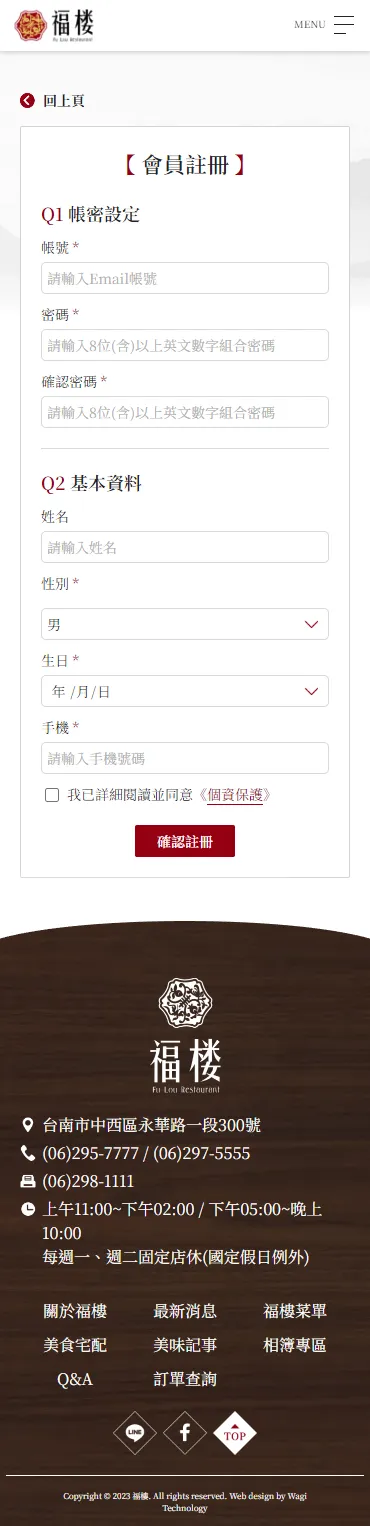 福楼
Fu Lou Restaurant
MENU
回上頁
【 會員註冊 】
Q1 帳密設定
帳號 *
請輸入Email帳號
密碼 *
請輸入8位(含)以上英文數字組合密碼
確認密碼 *
請輸入8位(含)以上英文數字組合密碼
Q2 基本資料
姓名
請輸入姓名
性別 *
男
生日 *
年 /月/日
手機 *
請輸入手機號碼
我已詳細閱讀並同意《個資保護》
確認註冊
福楼
Fu Lou Restaurant
台南市中西區永華路一段300號
(06)295-7777 / (06)297-5555
(06)298-1111
上午11:00~下午02:00 / 下午05:00~晚上
10:00
每週一、週二固定店休(國定假日例外)
關於福樓 最新消息 福樓菜單
美食宅配 美味記事 相簿專區
Q&A 訂單查詢
LINE
TOP
Copyright © 2023 福樓. All rights reserved. Web design by Wagi
Technology